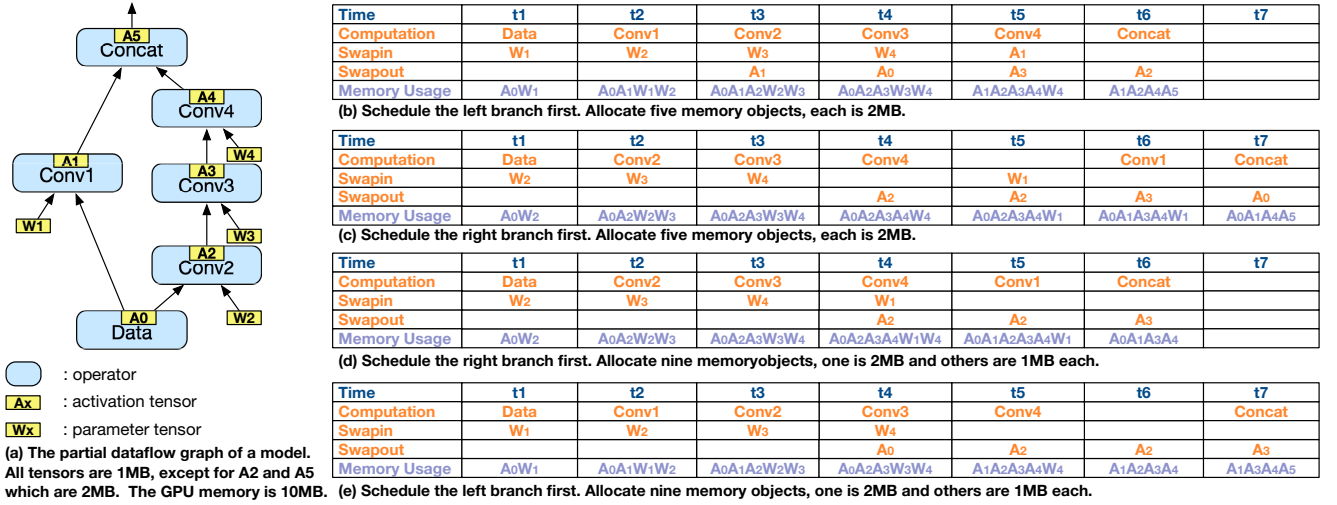 A5
Concat
A4
Conv4
W4
A1
Conv1
A3
Conv3
W1
W3
A2
Conv2
A0
Data
W2
: operator
Ax : activation tensor
Wx : parameter tensor
(a) The partial dataflow graph of a model.
All tensors are 1MB, except for A2 and A5
which are 2MB. The GPU memory is 10MB.
Time t1 t2 t3 t4 t5 t6 t7
Computation Data Conv1 Conv2 Conv3 Conv4 Concat
Swapin W1 W2 W3 W4 A1
Swapout A1 A0 A3 A2
Memory Usage A0W1 A0A1W1W2 A0A1A2W2W3 A0A2A3W3W4 A1A2A3A4W4 A1A2A4A5
(b) Schedule the left branch first. Allocate five memory objects, each is 2MB.
Time t1 t2 t3 t4 t5 t6 t7
Computation Data Conv2 Conv3 Conv4 Conv1 Concat
Swapin W2 W3 W4 W1
Swapout A2 A2 A3 A0
Memory Usage A0W2 A0A2W2W3 A0A2A3W3W4 A0A2A3A4W4 A0A2A3A4W1 A0A1A3A4W1 A0A1A4A5
(c) Schedule the right branch first. Allocate five memory objects, each is 2MB.
Time t1 t2 t3 t4 t5 t6 t7
Computation Data Conv2 Conv3 Conv4 Conv1 Concat
Swapin W2 W3 W4 W1
Swapout A2 A2 A3
Memory Usage A0W2 A0A2W2W3 A0A2A3W3W4 A0A2A3A4W1W4 A0A1A2A3A4W1 A0A1A3A4
(d) Schedule the right branch first. Allocate nine memoryobjects, one is 2MB and others are 1MB each.
Time t1 t2 t3 t4 t5 t6 t7
Computation Data Conv1 Conv2 Conv3 Conv4 Concat
Swapin W1 W2 W3 W4
Swapout A0 A2 A2 A3
Memory Usage A0W1 A0A1W1W2 A0A1A2W2W3 A0A2A3W3W4 A1A2A3A4W4 A1A2A3A4 A1A3A4A5
(e) Schedule the left branch first. Allocate nine memory objects, one is 2MB and others are 1MB each.